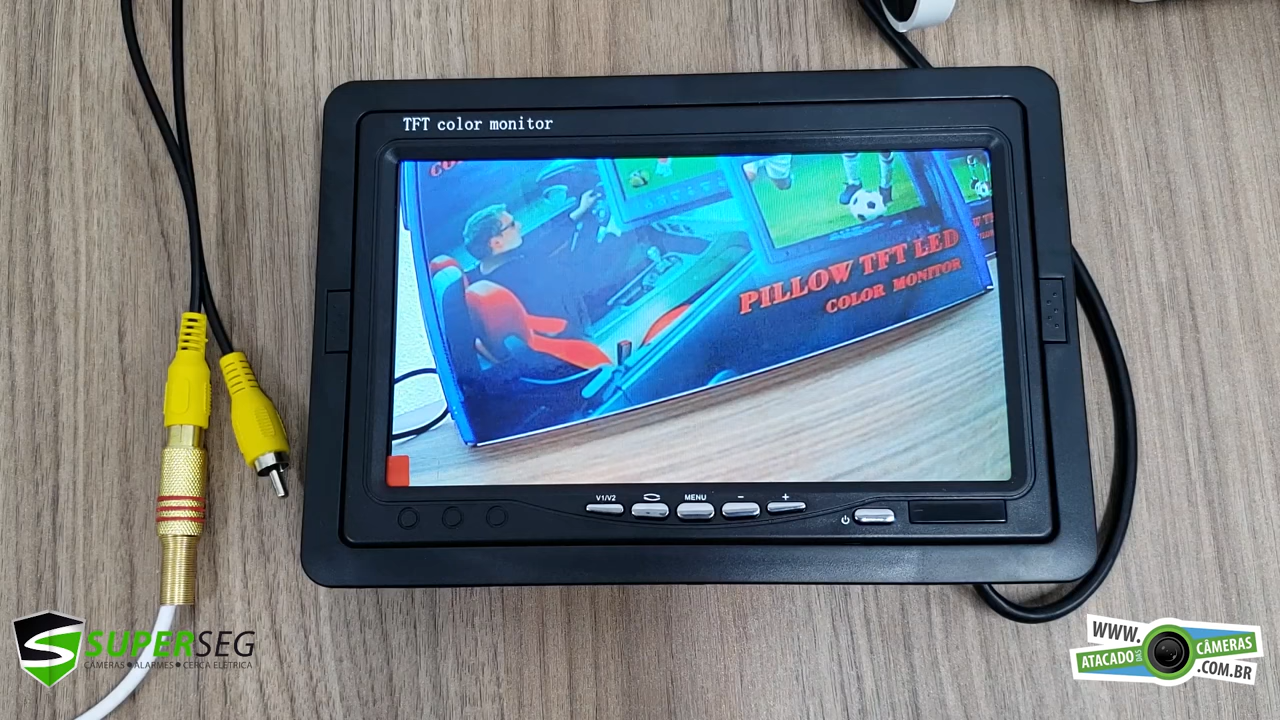 TFT color monitor
PILLOW TFT LED
COLOR MONITOR
V1/V2
MENU
-
+
SUPERSEG
CÂMERAS • ALARMES • CERCA ELÉTRICA
WWW.
ATACADO DAS CÂMERAS
.COM.BR